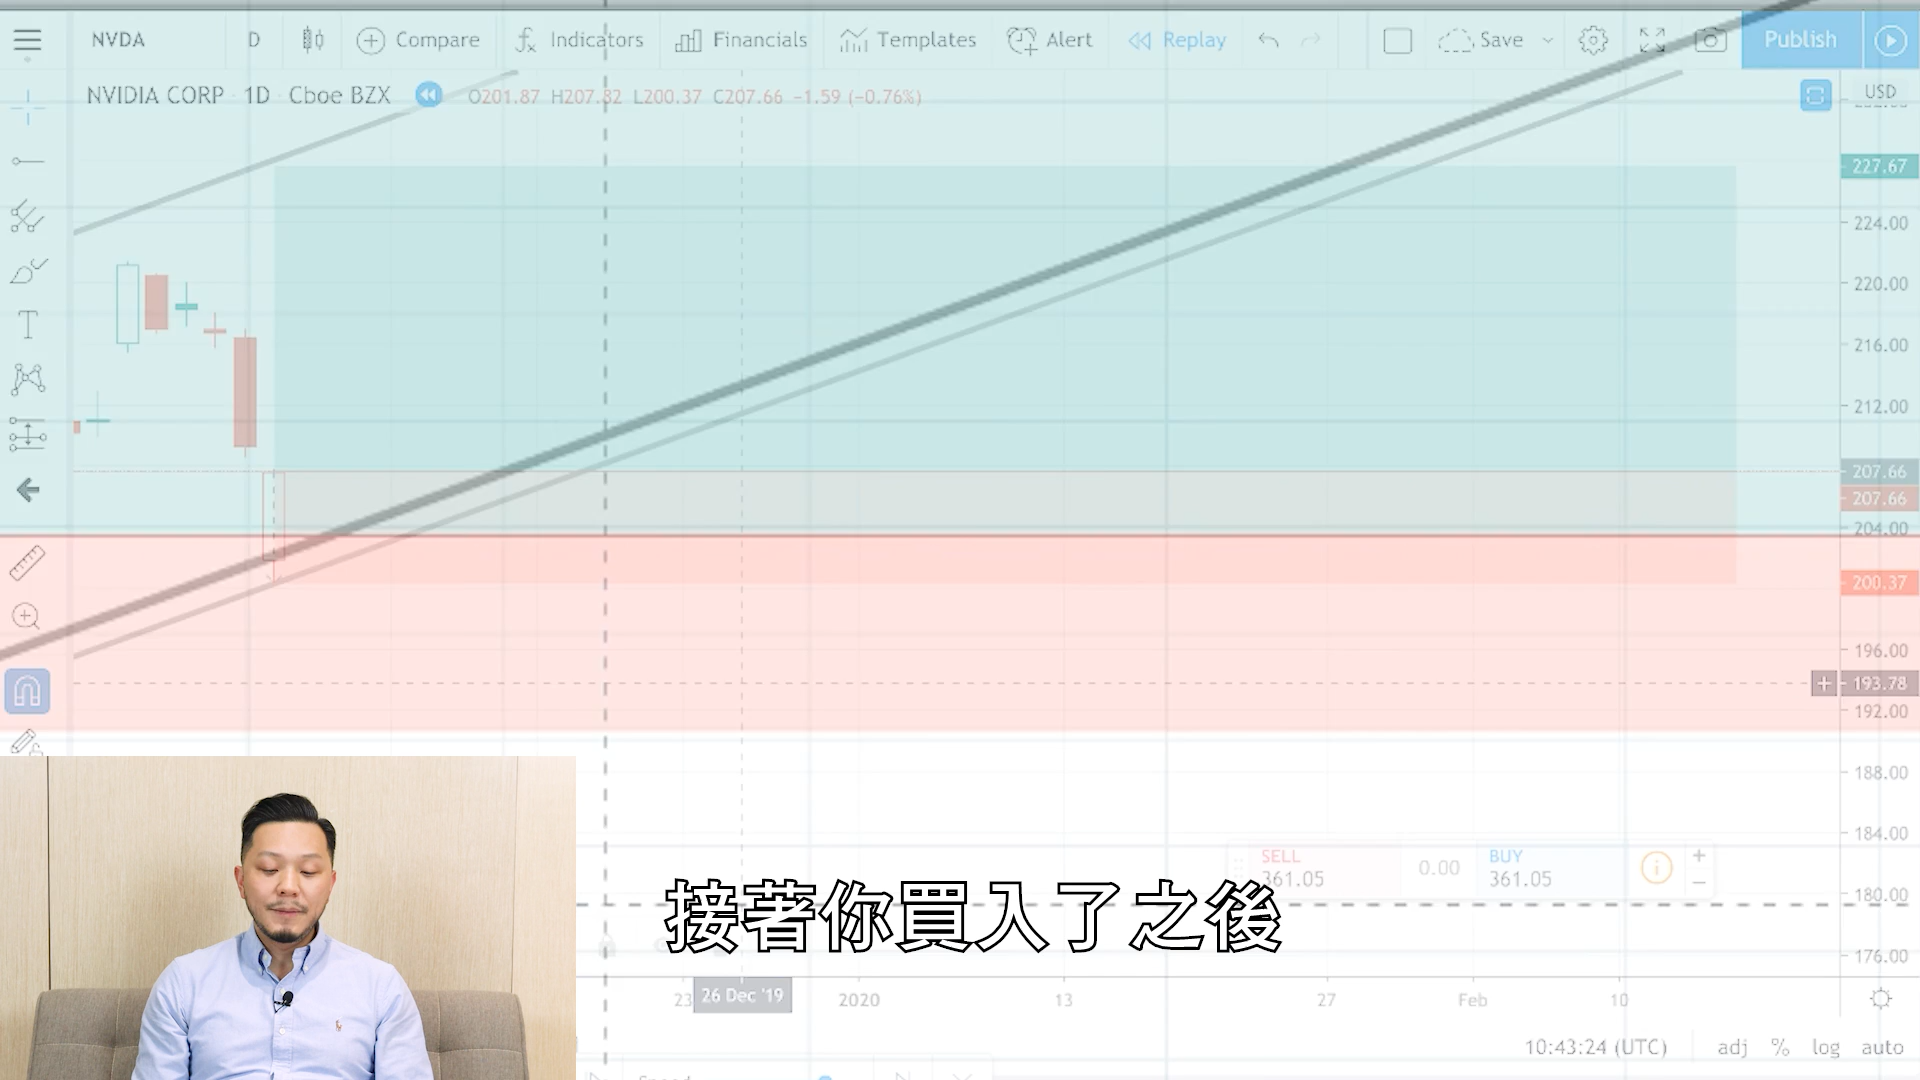 NVDA D Compare Indicators Financials Templates Alert Replay Save Publish
NVIDIA CORP 1D Cboe BZX O201.87 H207.82 L200.37 C207.66 −1.59 (−0.76%)
USD
227.67
224.00
220.00
216.00
212.00
207.66
207.66
204.00
200.37
196.00
193.78
192.00
188.00
184.00
180.00
176.00
SELL
361.05
0.00
BUY
361.05
接著你買入了之後
23 26 Dec '19 2020 13 27 Feb 10
10:43:24 (UTC) adj % log auto